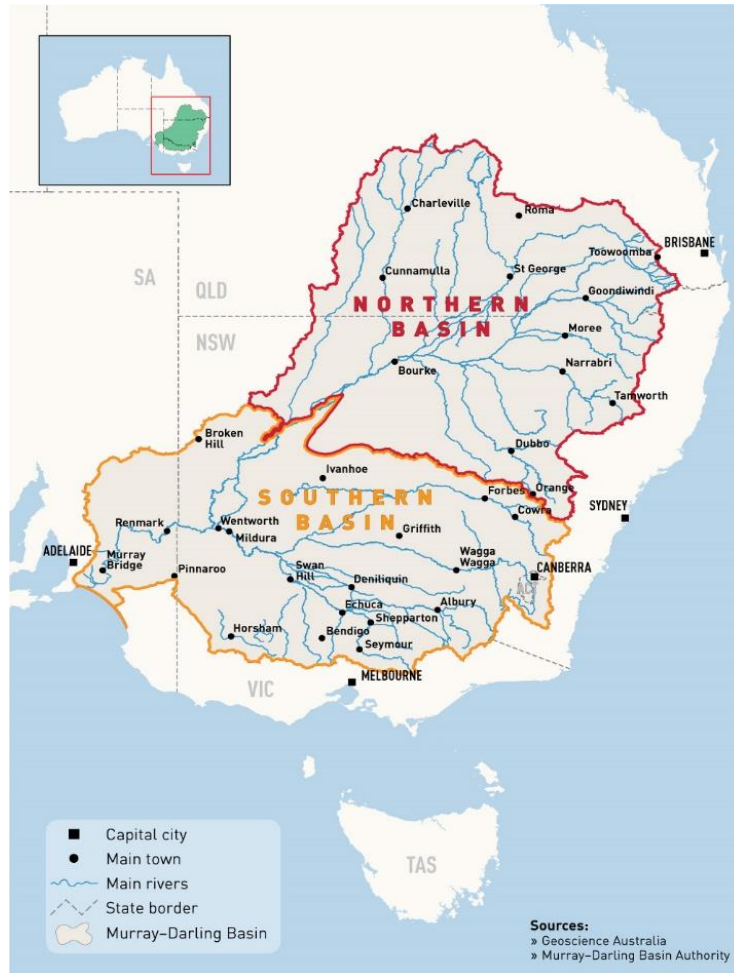 Charleville
Roma
BRISBANE
Toowoomba
SA
QLD
Cunnamulla
St George
Goondiwindi
NORTHERN
BASIN
NSW
Moree
Bourke
Narrabri
Tamworth
Broken
Hill
Dubbo
Ivanhoe
Orange
Forbes
SOUTHERN
BASIN
Cowra
SYDNEY
Renmark
Wentworth
Mildura
Griffith
ADELAIDE
Murray
Bridge
Pinnaroo
Swan
Hill
Wagga
Wagga
CANBERRA
ACT
Deniliquin
Echuca
Albury
Shepparton
Horsham
Bendigo
Seymour
VIC
MELBOURNE
TAS
Capital city
Main town
Main rivers
State border
Murray–Darling Basin
Sources:
» Geoscience Australia
» Murray–Darling Basin Authority